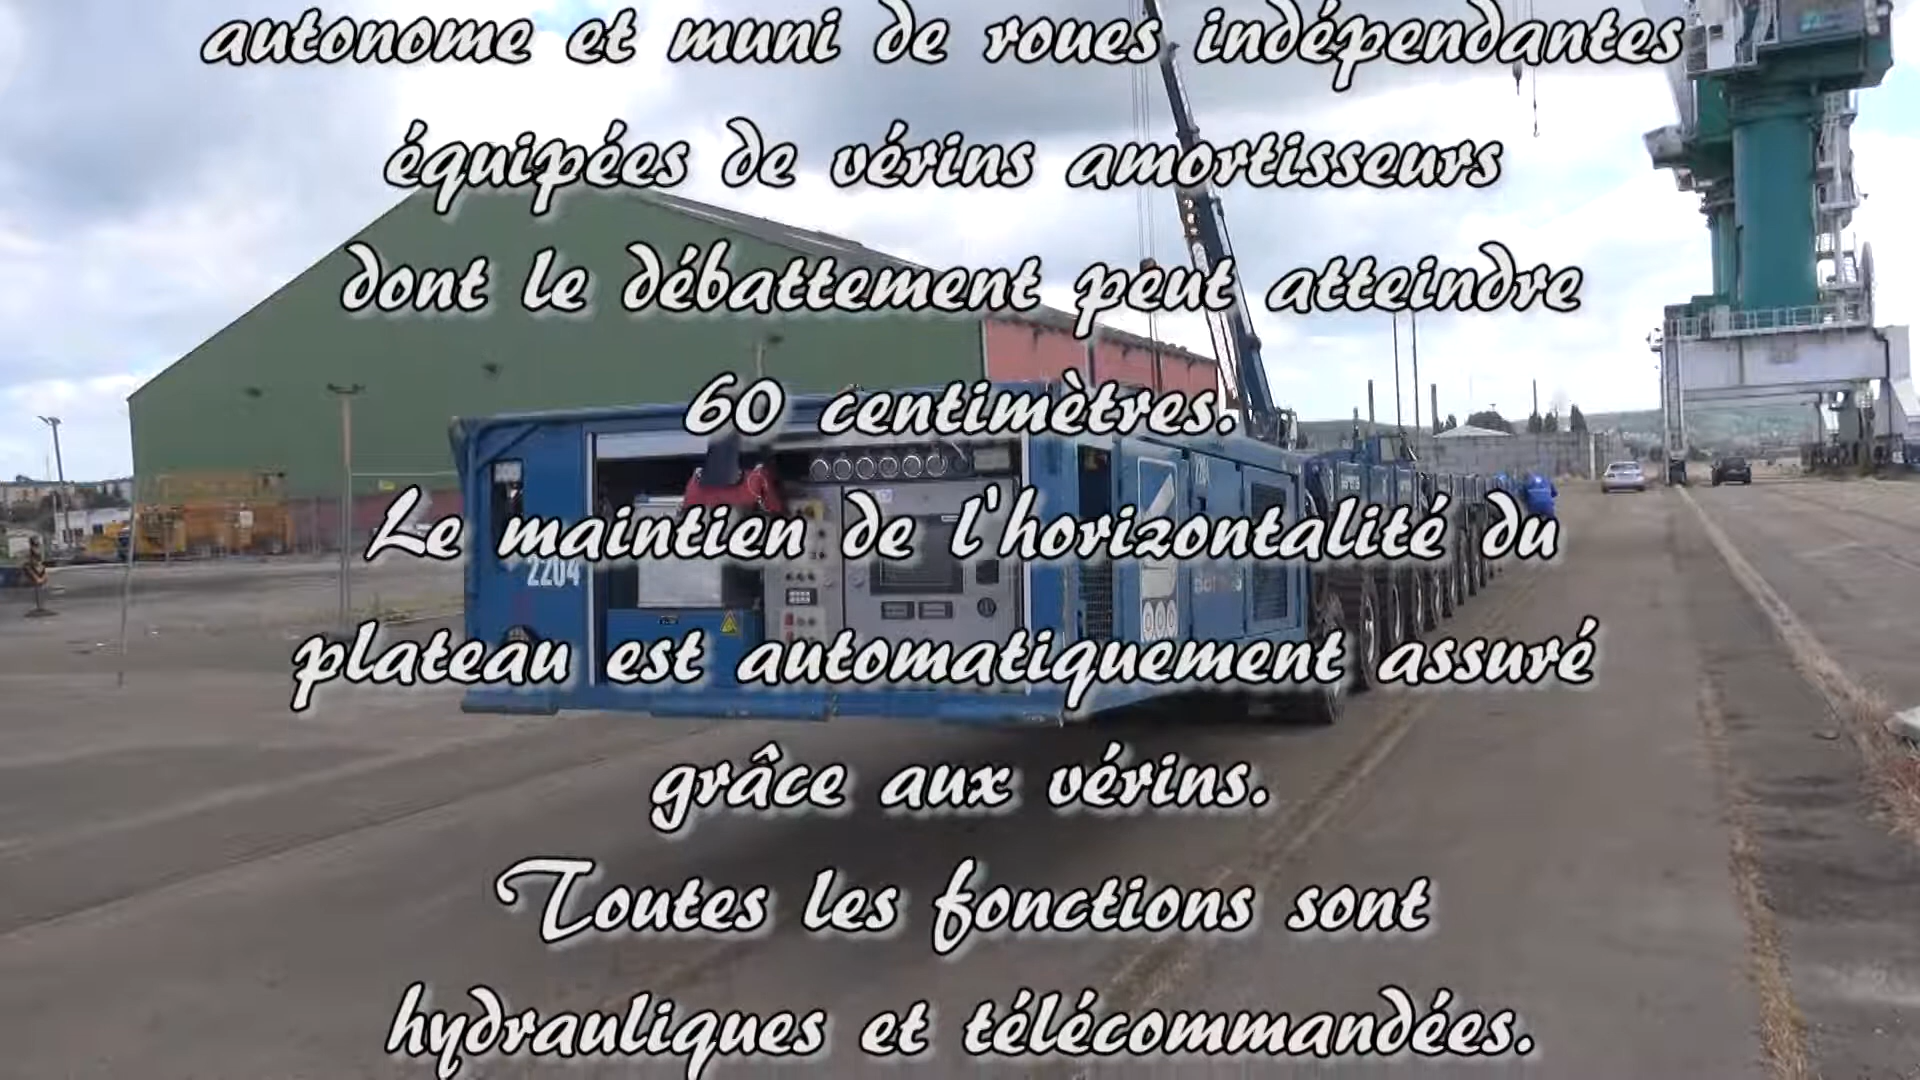 autonome et muni de roues indépendantes
équipées de vérins amortisseurs
dont le débattement peut atteindre
60 centimètres.
Le maintien de l'horizontalité du
2204
plateau est automatiquement assuré
grâce aux vérins.
Toutes les fonctions sont
hydrauliques et télécommandées.